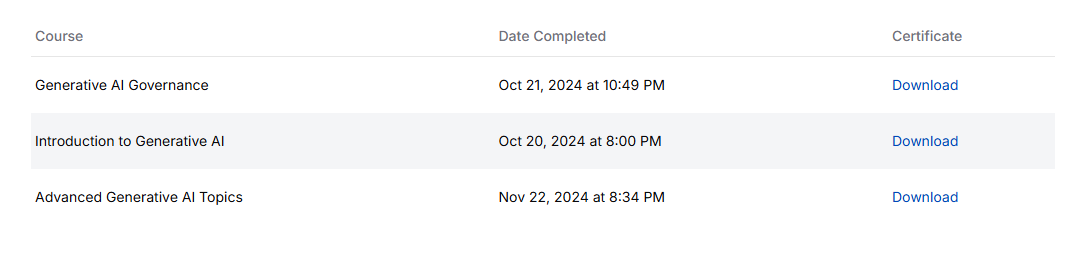 Course Date Completed Certificate
Generative AI Governance Oct 21, 2024 at 10:49 PM Download
Introduction to Generative AI Oct 20, 2024 at 8:00 PM Download
Advanced Generative AI Topics Nov 22, 2024 at 8:34 PM Download